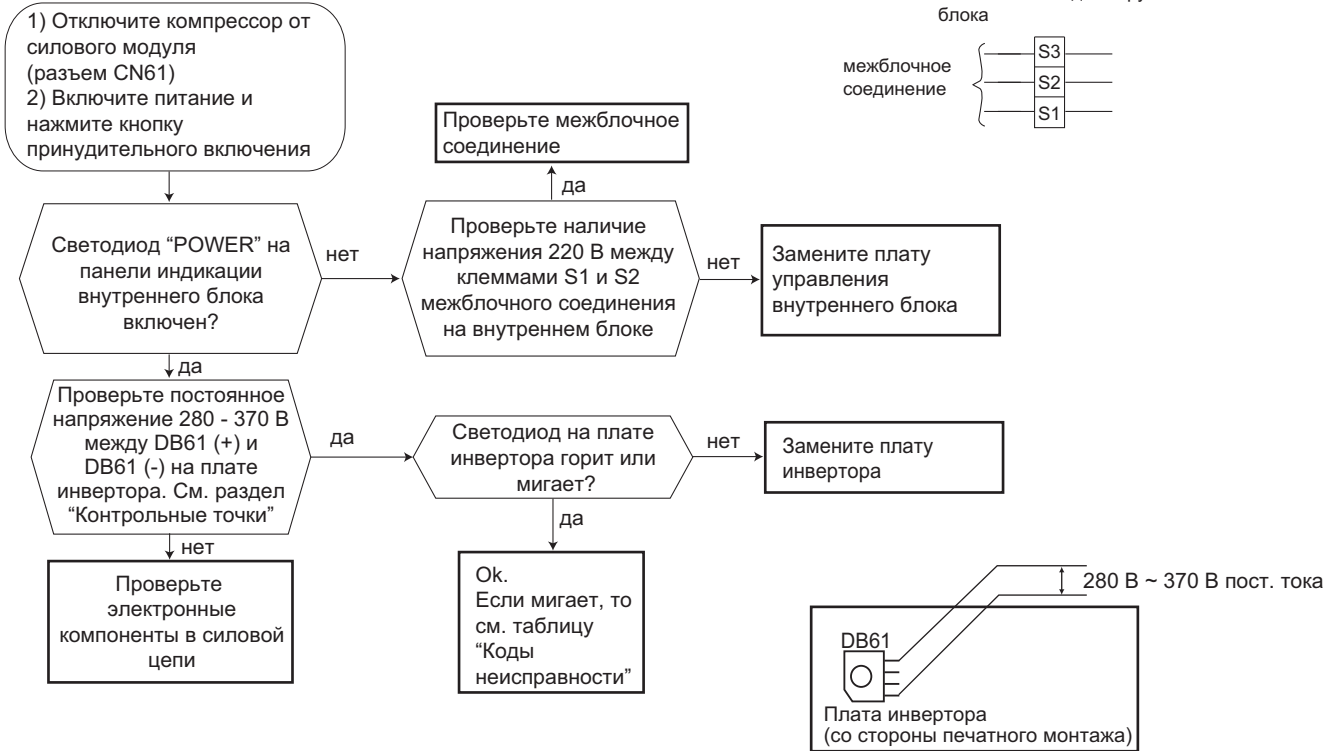 1) Отключите компрессор от
силового модуля
(разъем CN61)
2) Включите питание и
нажмите кнопку
принудительного включения
блока
межблочное
соединение
S3
S2
S1
Проверьте межблочное
соединение
да
Светодиод “POWER” на
панели индикации
внутреннего блока
включен?
нет
Проверьте наличие
напряжения 220 В между
клеммами S1 и S2
межблочного соединения
на внутреннем блоке
нет
Замените плату
управления
внутреннего блока
да
Проверьте постоянное
напряжение 280 - 370 В
между DB61 (+) и
DB61 (-) на плате
инвертора. См. раздел
“Контрольные точки”
да
Светодиод на плате
инвертора горит или
мигает?
нет
Замените плату
инвертора
нет
Проверьте
электронные
компоненты в силовой
цепи
да
Ok.
Если мигает, то
см. таблицу
“Коды
неисправности”
280 В ~ 370 В пост. тока
DB61
Плата инвертора
(со стороны печатного монтажа)